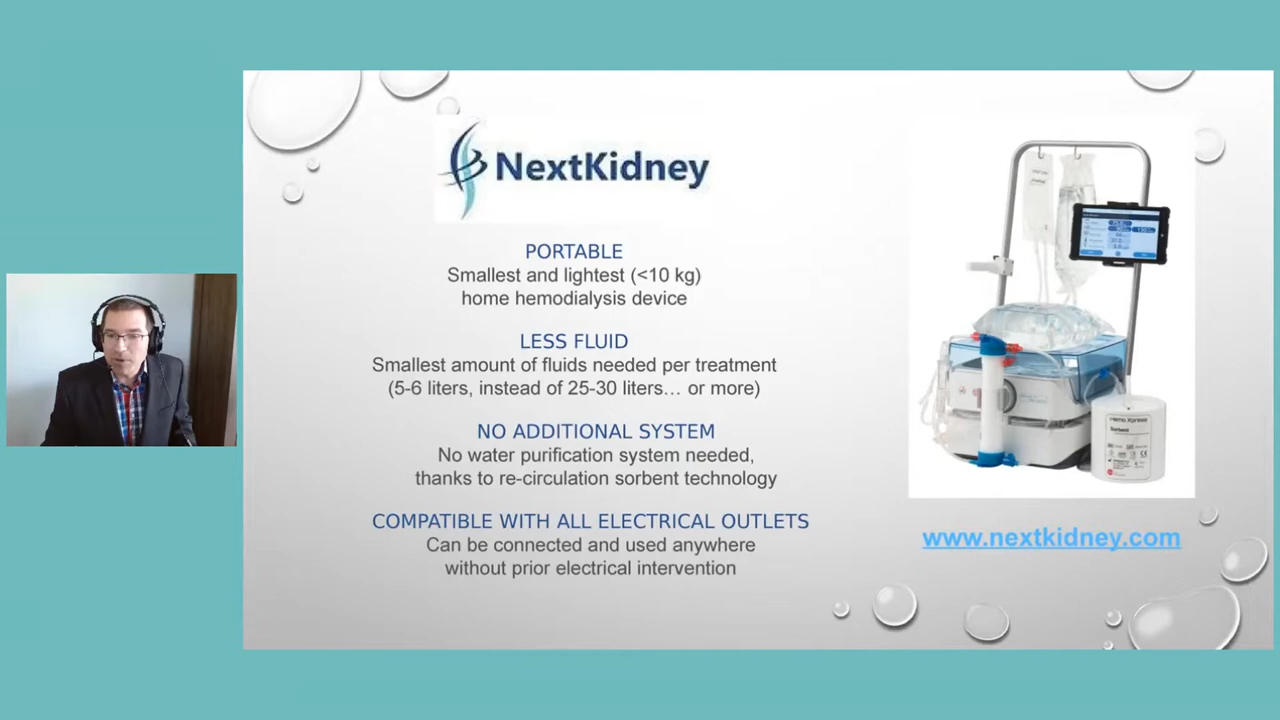 NextKidney
PORTABLE
Smallest and lightest (<10 kg)
home hemodialysis device
LESS FLUID
Smallest amount of fluids needed per treatment
(5-6 liters, instead of 25-30 liters… or more)
NO ADDITIONAL SYSTEM
No water purification system needed,
thanks to re-circulation sorbent technology
COMPATIBLE WITH ALL ELECTRICAL OUTLETS
Can be connected and used anywhere
without prior electrical intervention
Hemo Xpress
Sorbent
www.nextkidney.com